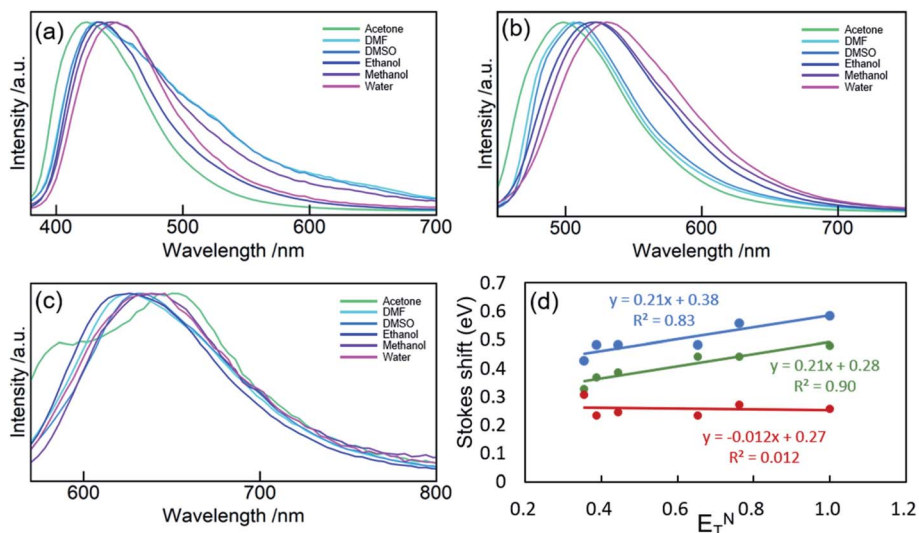 (a)
Acetone
DMF
DMSO
Ethanol
Methanol
Water
Intensity /a.u.
400 500 600 700
Wavelength /nm
(b)
Acetone
DMF
DMSO
Ethanol
Methanol
Water
Intensity /a.u.
500 600 700
Wavelength /nm
(c)
Acetone
DMF
DMSO
Ethanol
Methanol
Water
Intensity /a.u.
600 700 800
Wavelength /nm
(d)
0.7
0.6
0.5
0.4
0.3
0.2
0.1
0
Stokes shift (eV)
y = 0.21x + 0.38
R² = 0.83
y = 0.21x + 0.28
R² = 0.90
y = -0.012x + 0.27
R² = 0.012
0.2 0.4 0.6 0.8 1.0 1.2
E_T^N